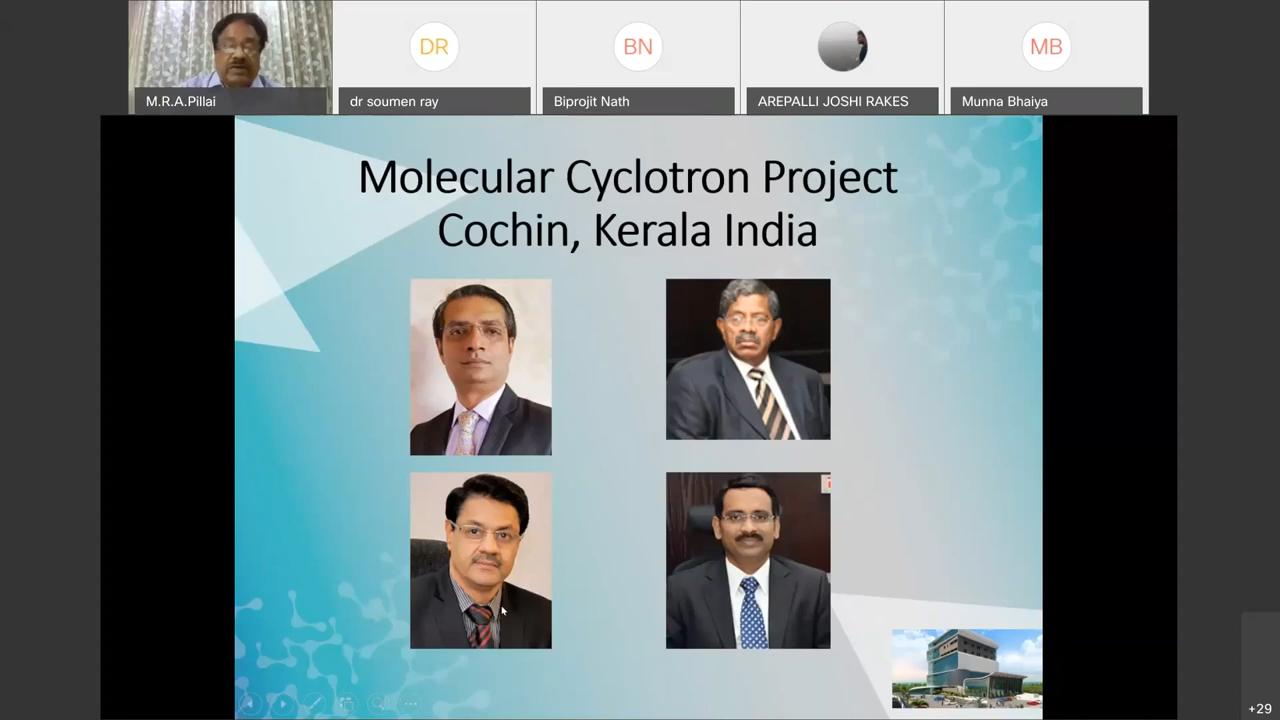 DR
BN
MB
M.R.A.Pillai
dr soumen ray
Biprojit Nath
AREPALLI JOSHI RAKES
Munna Bhaiya
Molecular Cyclotron Project
Cochin, Kerala India
+29